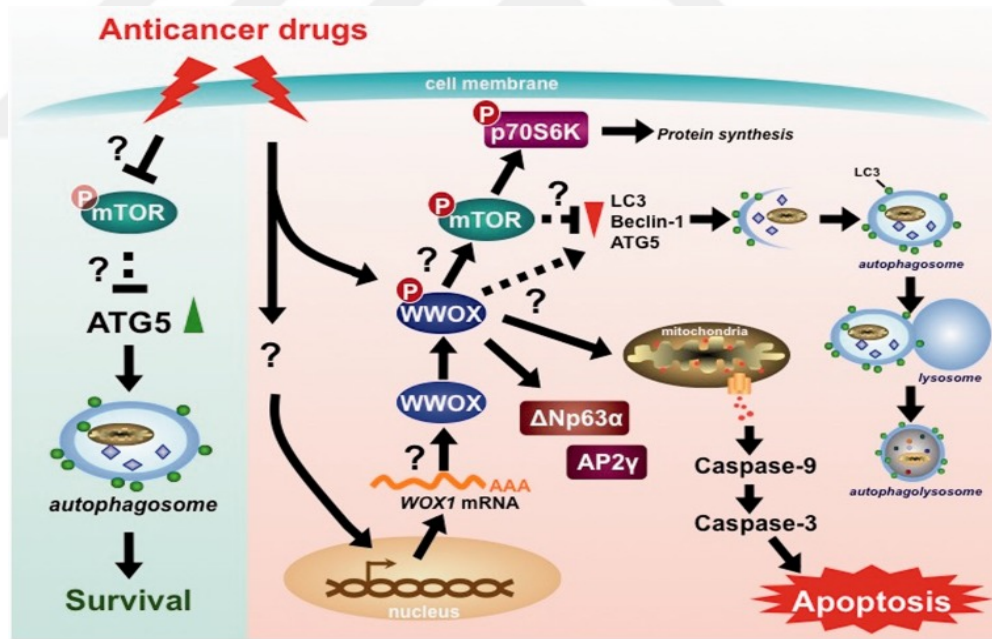 Anticancer drugs
cell membrane
?
P
mTOR
?
ATG5
autophagosome
Survival
?
P
p70S6K
Protein synthesis
P
mTOR
?
LC3
Beclin-1
ATG5
LC3
autophagosome
?
P
WWOX
?
mitochondria
lysosome
WWOX
ΔNp63α
AP2γ
?
AAA
WOX1 mRNA
Caspase-9
autophagolysosome
Caspase-3
nucleus
Apoptosis